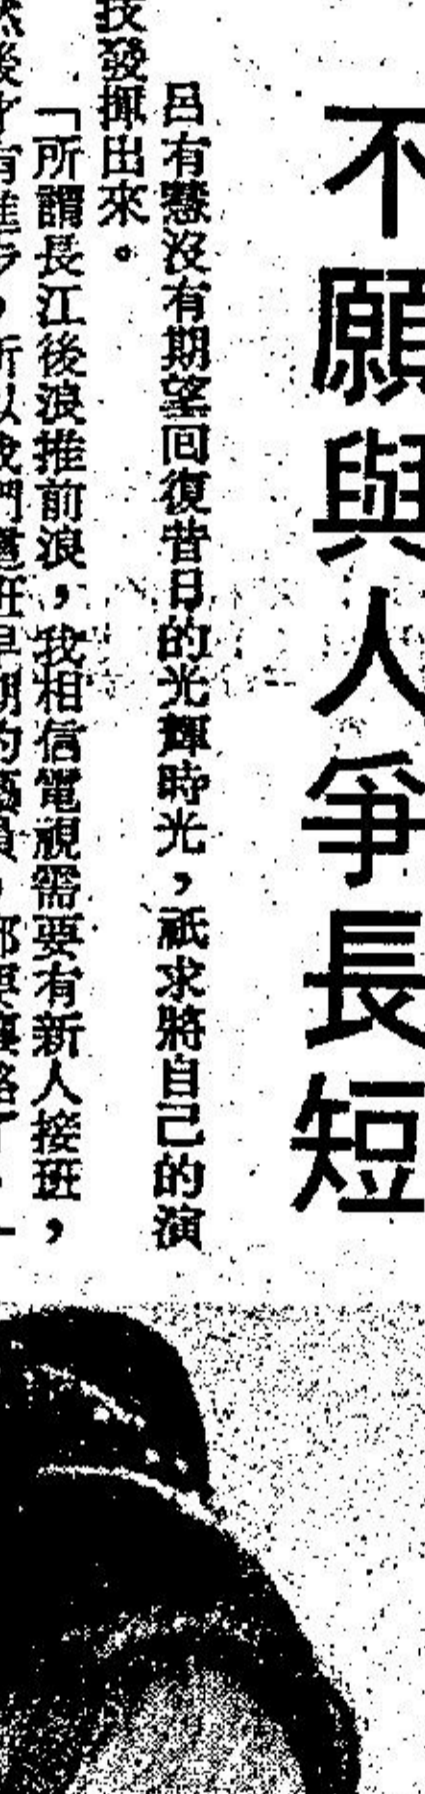 不願與人爭長短
呂有慧沒有期望回復昔日的光輝時光，祇求將自己的演
技發揮出來。
「所謂長江後浪推前浪，我相信電視需要有新人接班，